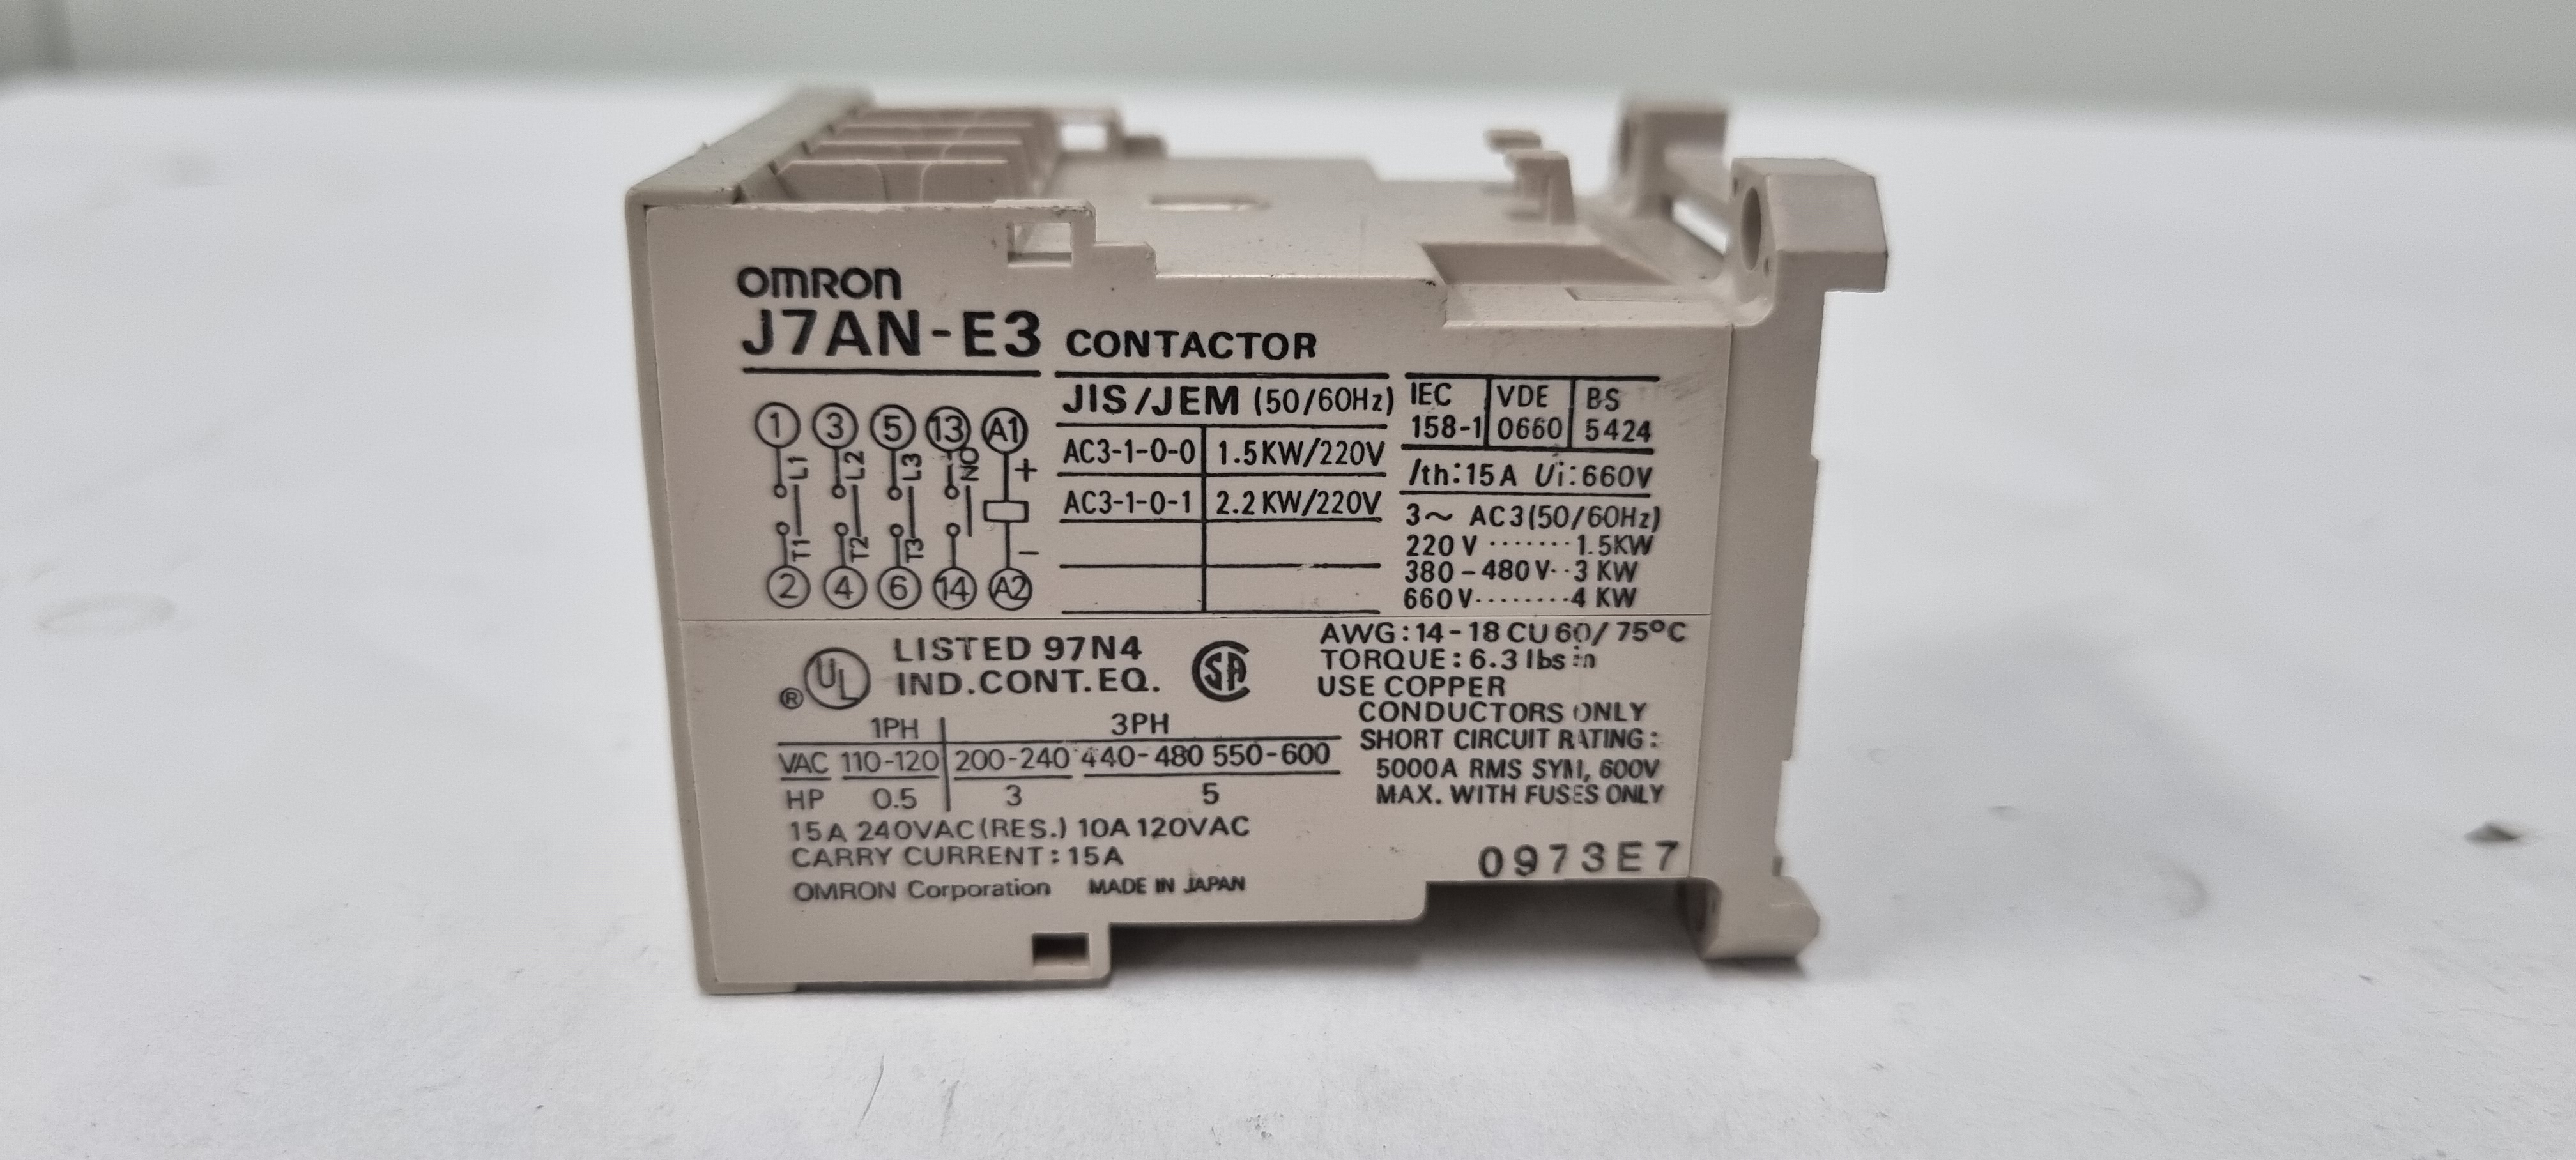 OMRON
J7AN-E3 CONTACTOR
1 3 5 13 A1
L1 L2 L3 NO +
T1 T2 T3 −
2 4 6 14 A2
JIS/JEM (50/60Hz)
AC3-1-0-0 1.5KW/220V
AC3-1-0-1 2.2KW/220V
IEC VDE BS
158-1 0660 5424
Ith:15A Ui:660V
3~ AC3(50/60Hz)
220V·······1.5KW
380-480V··3 KW
660V········4 KW
UL ® LISTED 97N4
IND.CONT.EQ.
SA
1PH 3PH
VAC 110-120 200-240 440-480 550-600
HP 0.5 3 5
15A 240VAC(RES.) 10A 120VAC
CARRY CURRENT:15A
OMRON Corporation MADE IN JAPAN
AWG:14-18 CU 60/75°C
TORQUE:6.3 lbs in
USE COPPER
CONDUCTORS ONLY
SHORT CIRCUIT RATING:
5000A RMS SYM, 600V
MAX. WITH FUSES ONLY
0973E7